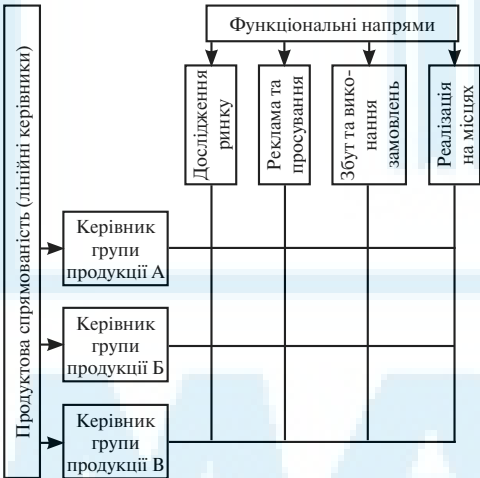 Функціональні напрями
Дослідження
ринку
Реклама та
просування
Збут та вико-
нання
замовлень
Реалізація
на місцях
Продуктова спрямованість (лінійні керівники)
Керівник
групи
продукції А
Керівник
групи
продукції Б
Керівник
групи
продукції В